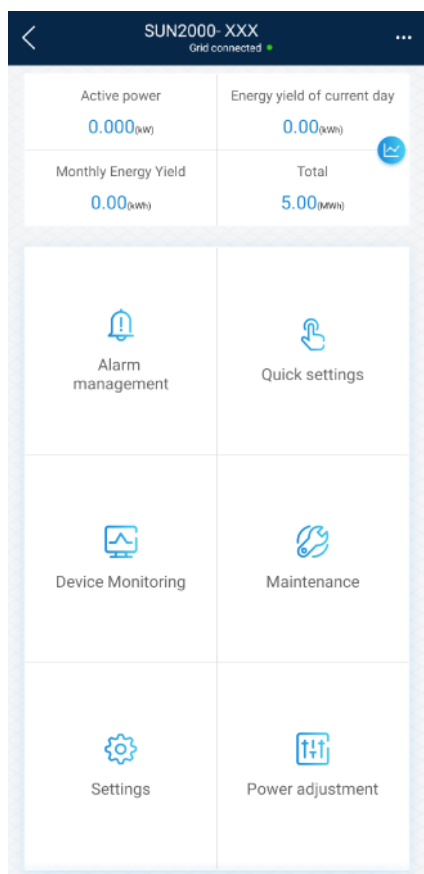 SUN2000- XXX
Grid connected
Active power
0.000(kW)
Energy yield of current day
0.00(kWh)
Monthly Energy Yield
0.00(kWh)
Total
5.00(MWh)
Alarm
management
Quick settings
Device Monitoring
Maintenance
Settings
Power adjustment